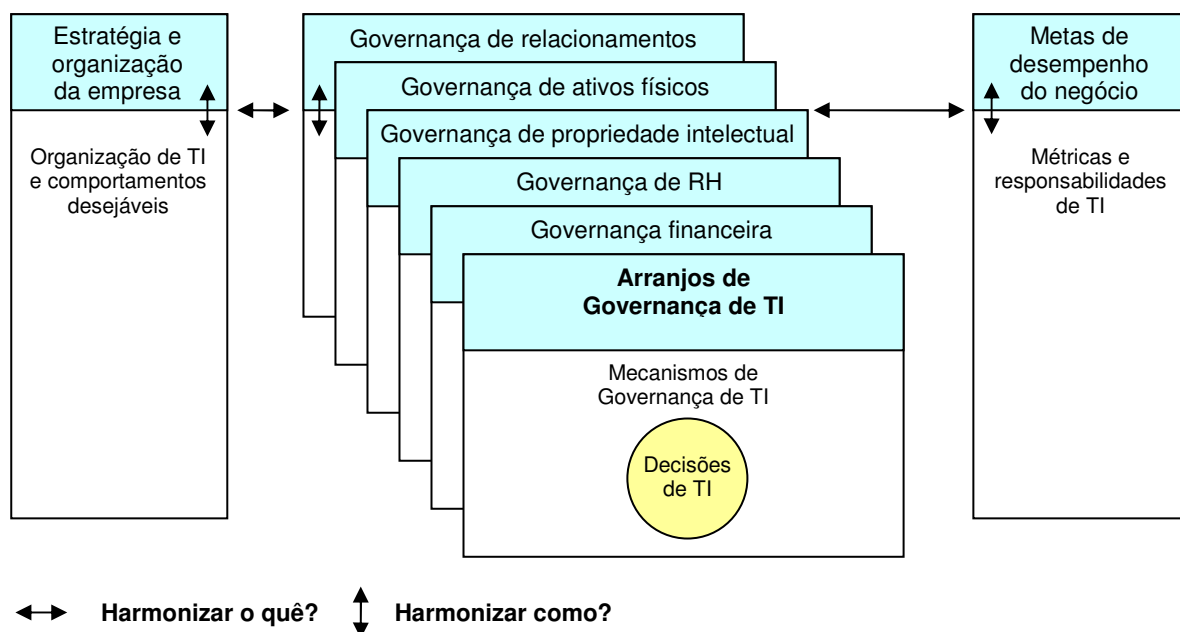 Estratégia e
organização
da empresa
Organização de TI
e comportamentos
desejáveis
Governança de relacionamentos
Governança de ativos físicos
Governança de propriedade intelectual
Governança de RH
Governança financeira
Arranjos de
Governança de TI
Mecanismos de
Governança de TI
Decisões
de TI
Metas de
desempenho
do negócio
Métricas e
responsabilidades
de TI
Harmonizar o quê?
Harmonizar como?